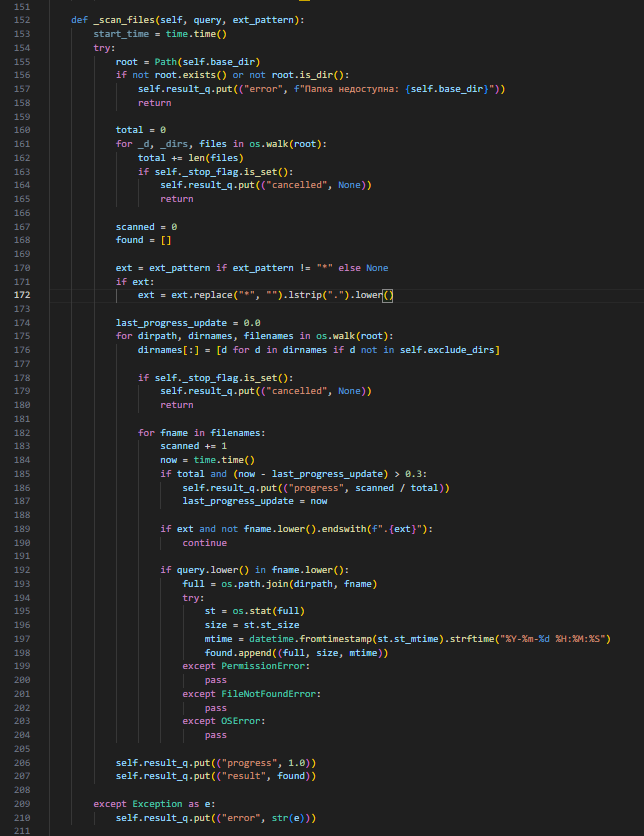 151
152 def _scan_files(self, query, ext_pattern):
153 start_time = time.time()
154 try:
155 root = Path(self.base_dir)
156 if not root.exists() or not root.is_dir():
157 self.result_q.put(("error", f"Папка недоступна: {self.base_dir}"))
158 return
159
160 total = 0
161 for _d, _dirs, files in os.walk(root):
162 total += len(files)
163 if self._stop_flag.is_set():
164 self.result_q.put(("cancelled", None))
165 return
166
167 scanned = 0
168 found = []
169
170 ext = ext_pattern if ext_pattern != "*" else None
171 if ext:
172 ext = ext.replace("*", "").lstrip(".").lower()
173
174 last_progress_update = 0.0
175 for dirpath, dirnames, filenames in os.walk(root):
176 dirnames[:] = [d for d in dirnames if d not in self.exclude_dirs]
177
178 if self._stop_flag.is_set():
179 self.result_q.put(("cancelled", None))
180 return
181
182 for fname in filenames:
183 scanned += 1
184 now = time.time()
185 if total and (now - last_progress_update) > 0.3:
186 self.result_q.put(("progress", scanned / total))
187 last_progress_update = now
188
189 if ext and not fname.lower().endswith(f".{ext}"):
190 continue
191
192 if query.lower() in fname.lower():
193 full = os.path.join(dirpath, fname)
194 try:
195 st = os.stat(full)
196 size = st.st_size
197 mtime = datetime.fromtimestamp(st.st_mtime).strftime("%Y-%m-%d %H:%M:%S")
198 found.append((full, size, mtime))
199 except PermissionError:
200 pass
201 except FileNotFoundError:
202 pass
203 except OSError:
204 pass
205
206 self.result_q.put(("progress", 1.0))
207 self.result_q.put(("result", found))
208
209 except Exception as e:
210 self.result_q.put(("error", str(e)))
211